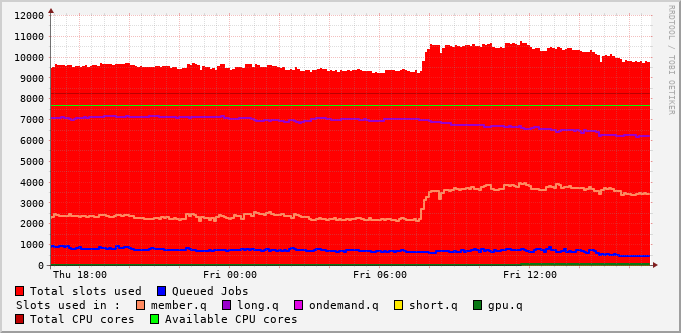 RRDTOOL / TOBI OETIKER
12000
11000
10000
9000
8000
7000
6000
5000
4000
3000
2000
1000
0
Thu 18:00 Fri 00:00 Fri 06:00 Fri 12:00
Total slots used Queued Jobs
Slots used in : member.q long.q ondemand.q short.q gpu.q
Total CPU cores Available CPU cores